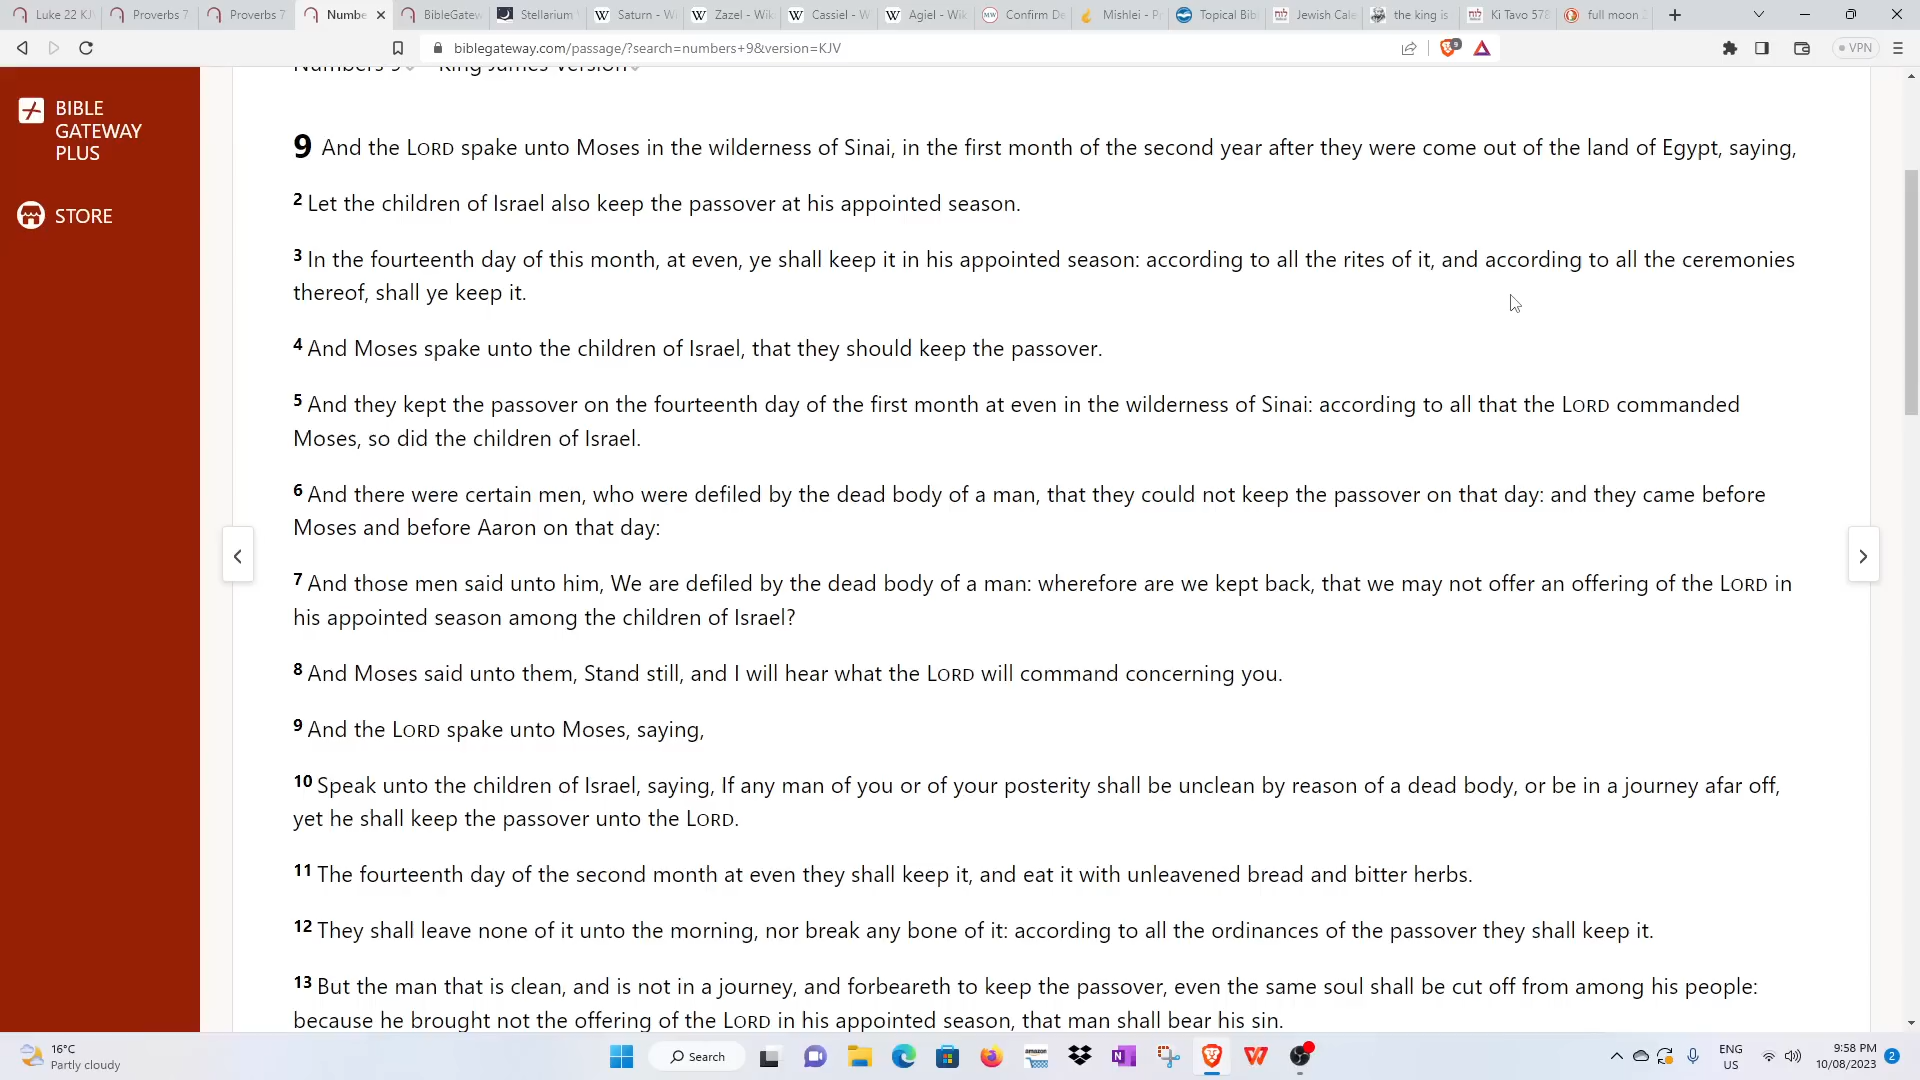 Luke 22 KJ
Proverbs 7
Proverbs 7
Numbe
BibleGatew
Stellarium
Saturn - Wi
Zazel - Wik
Cassiel - W
Agiel - Wik
Confirm De
Mishlei - Pr
Topical Bib
Jewish Cale
the king is
Ki Tavo 578
full moon 2
biblegateway.com/passage/?search=numbers+9&version=KJV
9
VPN
Numbers 9 King James Version
BIBLE
GATEWAY
PLUS
STORE
9 And the LORD spake unto Moses in the wilderness of Sinai, in the first month of the second year after they were come out of the land of Egypt, saying,
2 Let the children of Israel also keep the passover at his appointed season.
3 In the fourteenth day of this month, at even, ye shall keep it in his appointed season: according to all the rites of it, and according to all the ceremonies
thereof, shall ye keep it.
4 And Moses spake unto the children of Israel, that they should keep the passover.
5 And they kept the passover on the fourteenth day of the first month at even in the wilderness of Sinai: according to all that the LORD commanded
Moses, so did the children of Israel.
6 And there were certain men, who were defiled by the dead body of a man, that they could not keep the passover on that day: and they came before
Moses and before Aaron on that day:
7 And those men said unto him, We are defiled by the dead body of a man: wherefore are we kept back, that we may not offer an offering of the LORD in
his appointed season among the children of Israel?
8 And Moses said unto them, Stand still, and I will hear what the LORD will command concerning you.
9 And the LORD spake unto Moses, saying,
10 Speak unto the children of Israel, saying, If any man of you or of your posterity shall be unclean by reason of a dead body, or be in a journey afar off,
yet he shall keep the passover unto the LORD.
11 The fourteenth day of the second month at even they shall keep it, and eat it with unleavened bread and bitter herbs.
12 They shall leave none of it unto the morning, nor break any bone of it: according to all the ordinances of the passover they shall keep it.
13 But the man that is clean, and is not in a journey, and forbeareth to keep the passover, even the same soul shall be cut off from among his people:
because he brought not the offering of the LORD in his appointed season, that man shall bear his sin.
16°C
Partly cloudy
Search
amazon
ENG
US
9:58 PM
10/08/2023
2